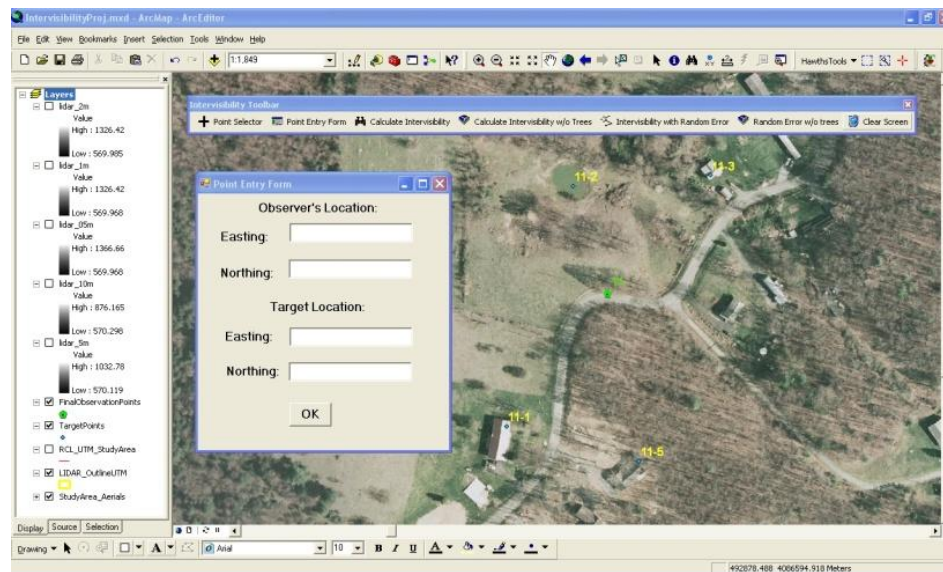 IntervisibilityProj.mxd - ArcMap - ArcEditor
File Edit View Bookmarks Insert Selection Tools Window Help
1:1,849
HawthsTools
Layers
lidar_2m
Value
High : 1326.42
Low : 569.985
lidar_1m
Value
High : 1326.42
Low : 569.968
lidar_05m
Value
High : 1366.66
Low : 569.968
lidar_10m
Value
High : 876.165
Low : 570.298
lidar_5m
Value
High : 1032.78
Low : 570.119
FinalObservationPoints
TargetPoints
RCL_UTM_StudyArea
LIDAR_OutlineUTM
StudyArea_Aerials
Display Source Selection
Intervisibility Toolbar
Point Selector Point Entry Form Calculate Intervisibility Calculate Intervisibility w/o Trees Intervisibility with Random Error Random Error w/o trees Clear Screen
Point Entry Form
Observer's Location:
Easting:
Northing:
Target Location:
Easting:
Northing:
OK
11-2
11-3
11-1
11-5
Drawing A Arial 10 B I U A
492878.488 4086594.918 Meters